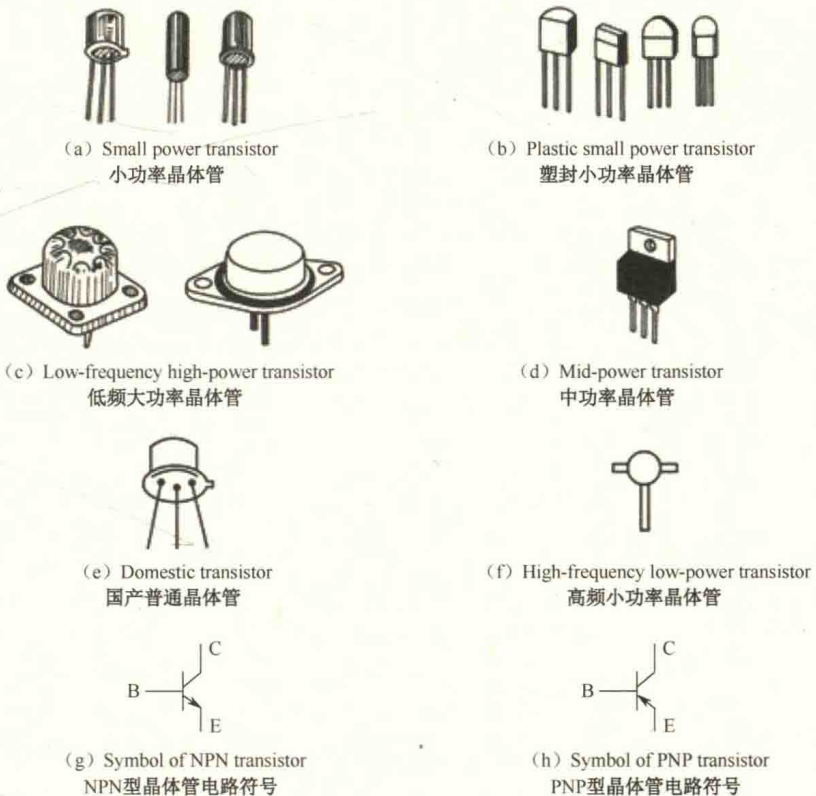 （a）Small power transistor
小功率晶体管
（b）Plastic small power transistor
塑封小功率晶体管
（c）Low-frequency high-power transistor
低频大功率晶体管
（d）Mid-power transistor
中功率晶体管
（e）Domestic transistor
国产普通晶体管
（f）High-frequency low-power transistor
高频小功率晶体管
C
B
E
（g）Symbol of NPN transistor
NPN型晶体管电路符号
C
B
E
（h）Symbol of PNP transistor
PNP型晶体管电路符号